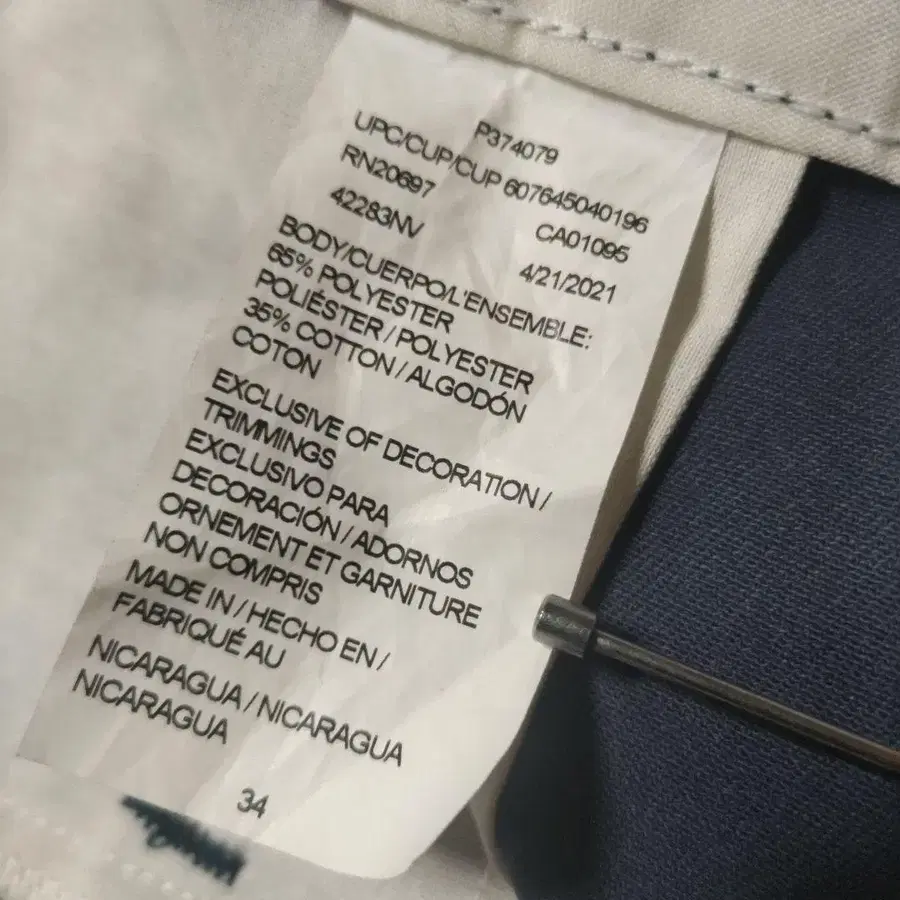 P374079
UPC/CUP/CUP 607645040196
RN20697 CA01095
42283NV 4/21/2021
BODY/CUERPO/L'ENSEMBLE:
65% POLYESTER
POLIÉSTER / POLYESTER
35% COTTON / ALGODÓN
COTON
EXCLUSIVE OF DECORATION /
TRIMMINGS
EXCLUSIVO PARA
DECORACIÓN / ADORNOS
ORNEMENT ET GARNITURE
NON COMPRIS
MADE IN / HECHO EN /
FABRIQUÉ AU
NICARAGUA / NICARAGUA
NICARAGUA
34